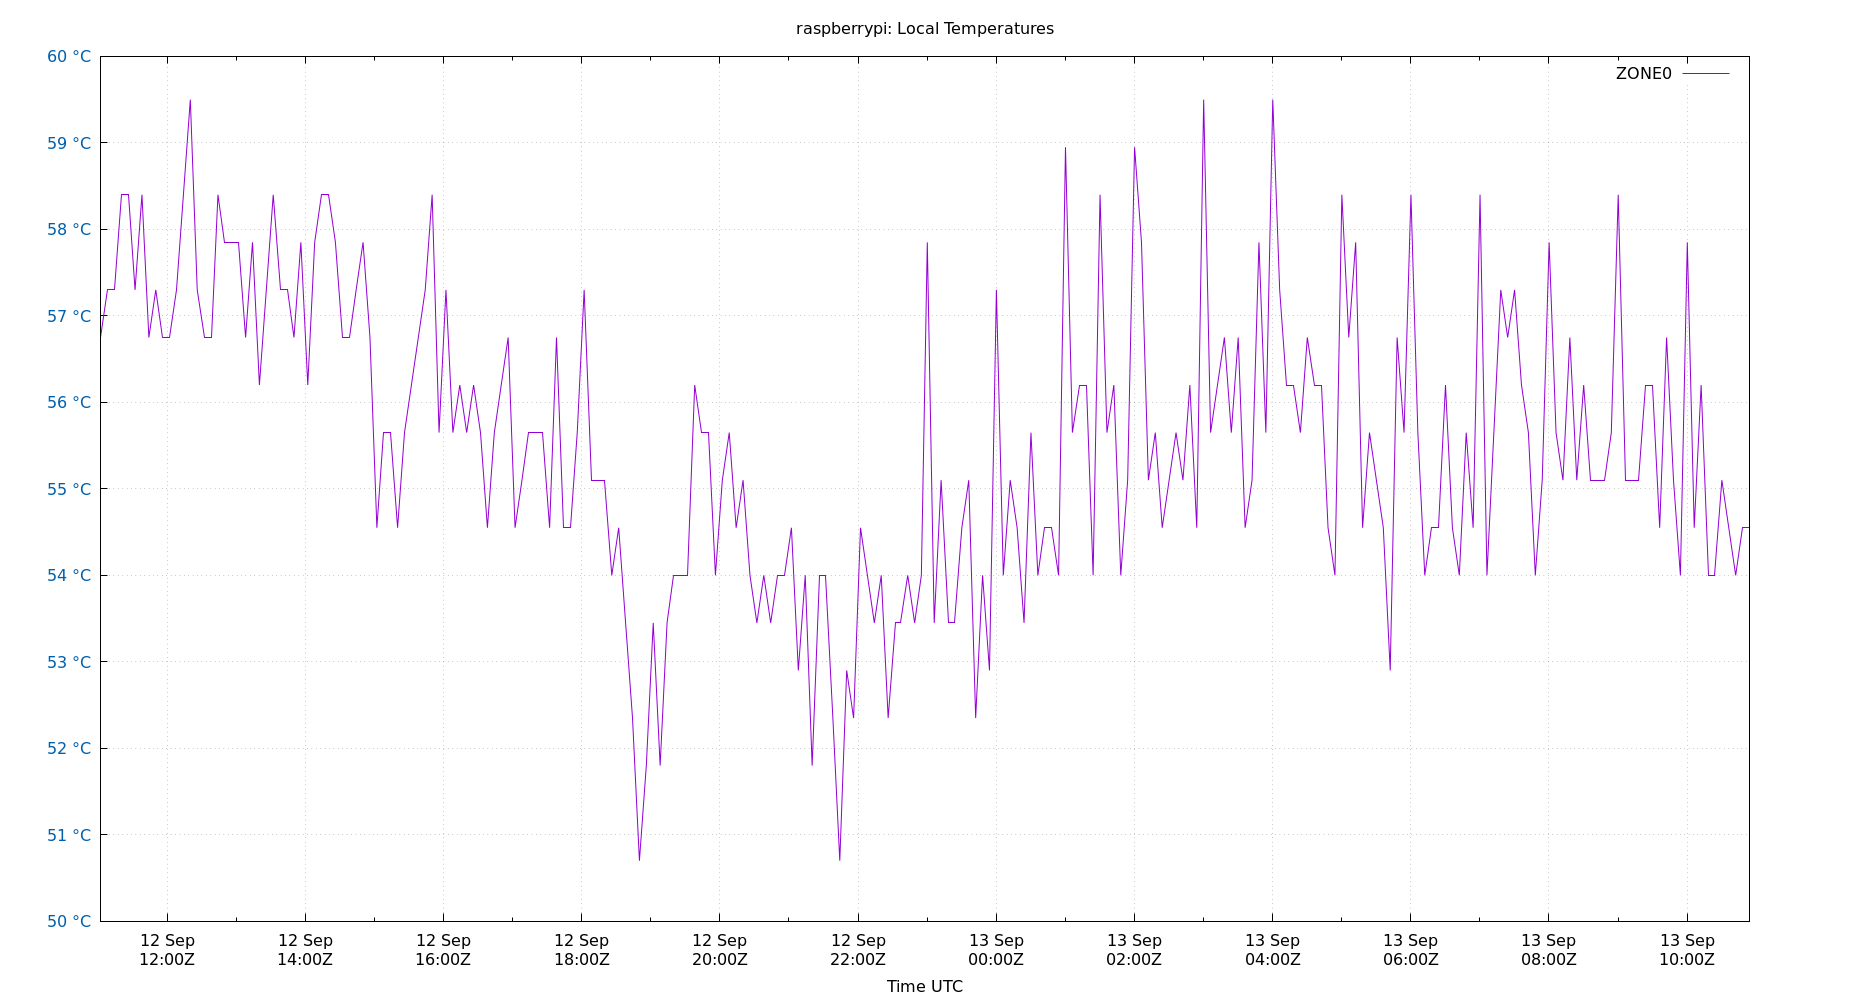 raspberrypi: Local Temperatures
60 °C
ZONE0
59 °C
58 °C
57 °C
56 °C
55 °C
54 °C
53 °C
52 °C
51 °C
50 °C
12 Sep 12 Sep 12 Sep 12 Sep 12 Sep 12 Sep 13 Sep 13 Sep 13 Sep 13 Sep 13 Sep 13 Sep
12:00Z 14:00Z 16:00Z 18:00Z 20:00Z 22:00Z 00:00Z 02:00Z 04:00Z 06:00Z 08:00Z 10:00Z
Time UTC